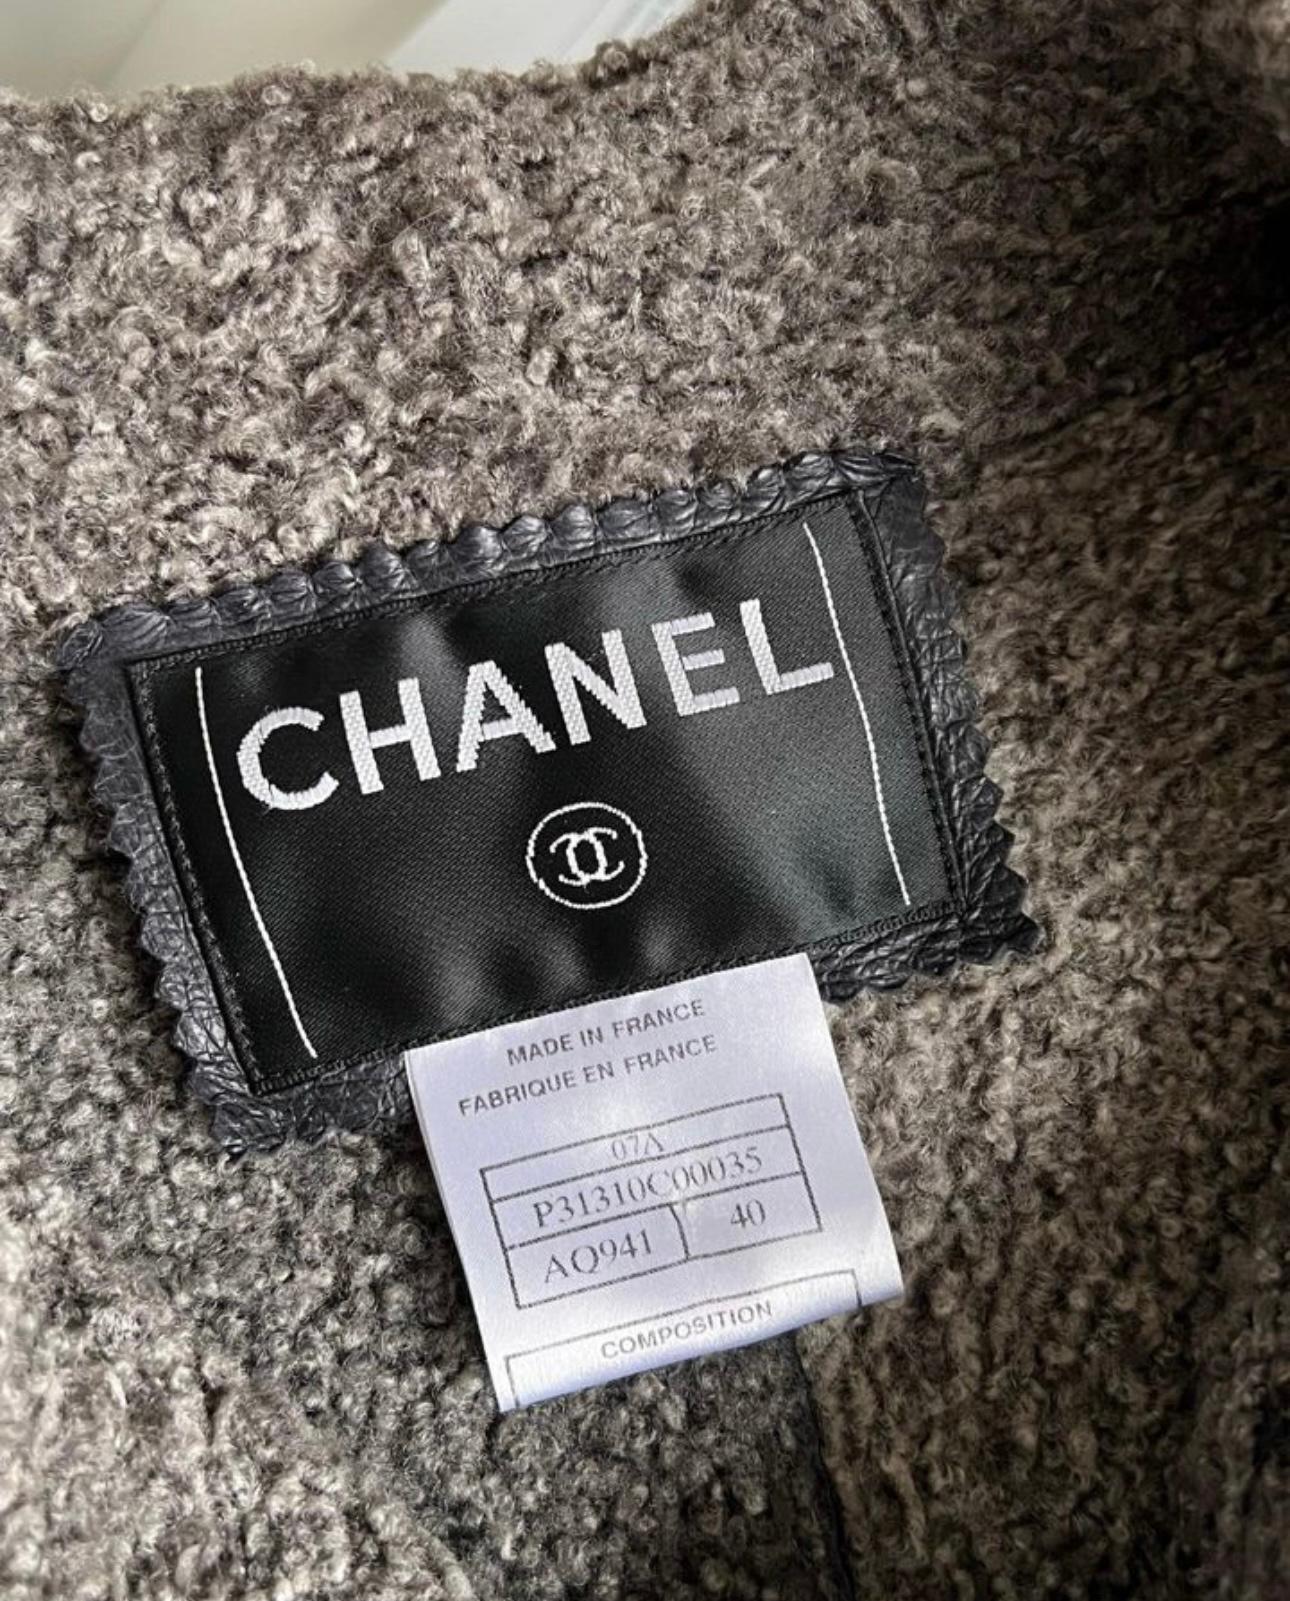 CHANEL
MADE IN FRANCE
FABRIQUE EN FRANCE
07A
P31310C00035
AQ941 40
COMPOSITION